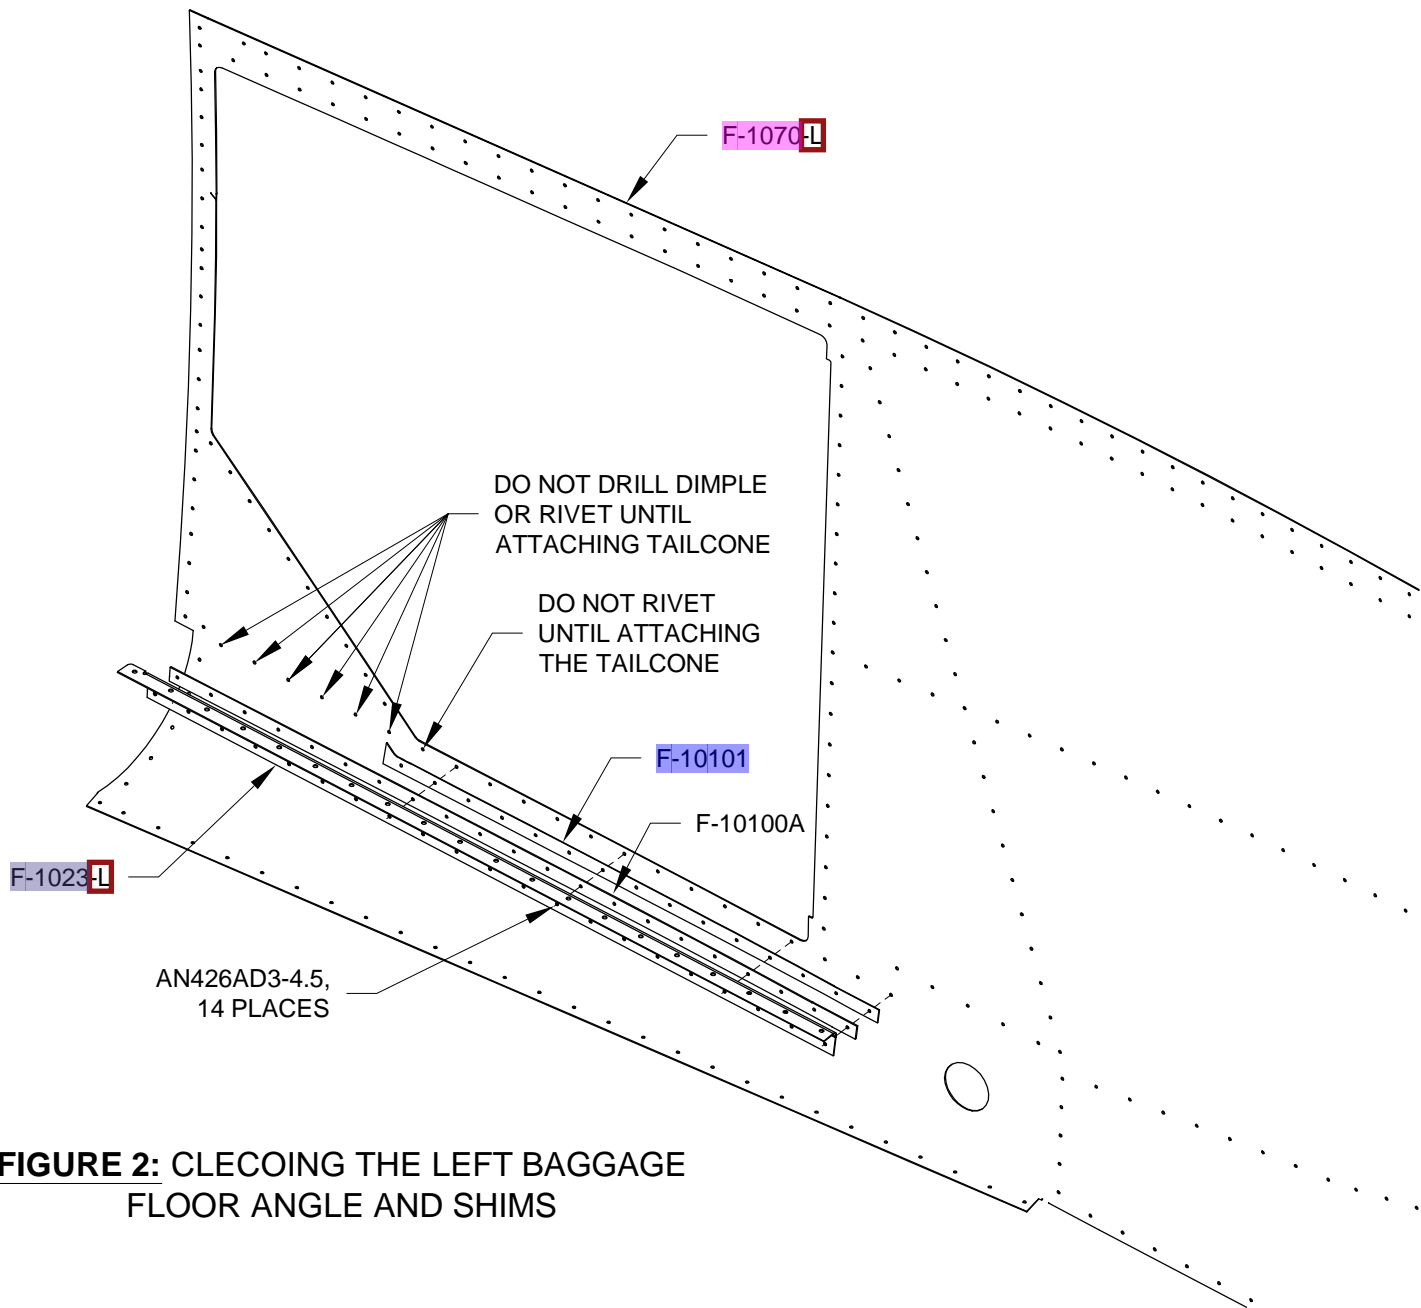 F-1070-L
DO NOT DRILL DIMPLE
OR RIVET UNTIL
ATTACHING TAILCONE
DO NOT RIVET
UNTIL ATTACHING
THE TAILCONE
F-10101
F-10100A
F-1023-L
AN426AD3-4.5,
14 PLACES
FIGURE 2: CLECOING THE LEFT BAGGAGE
FLOOR ANGLE AND SHIMS